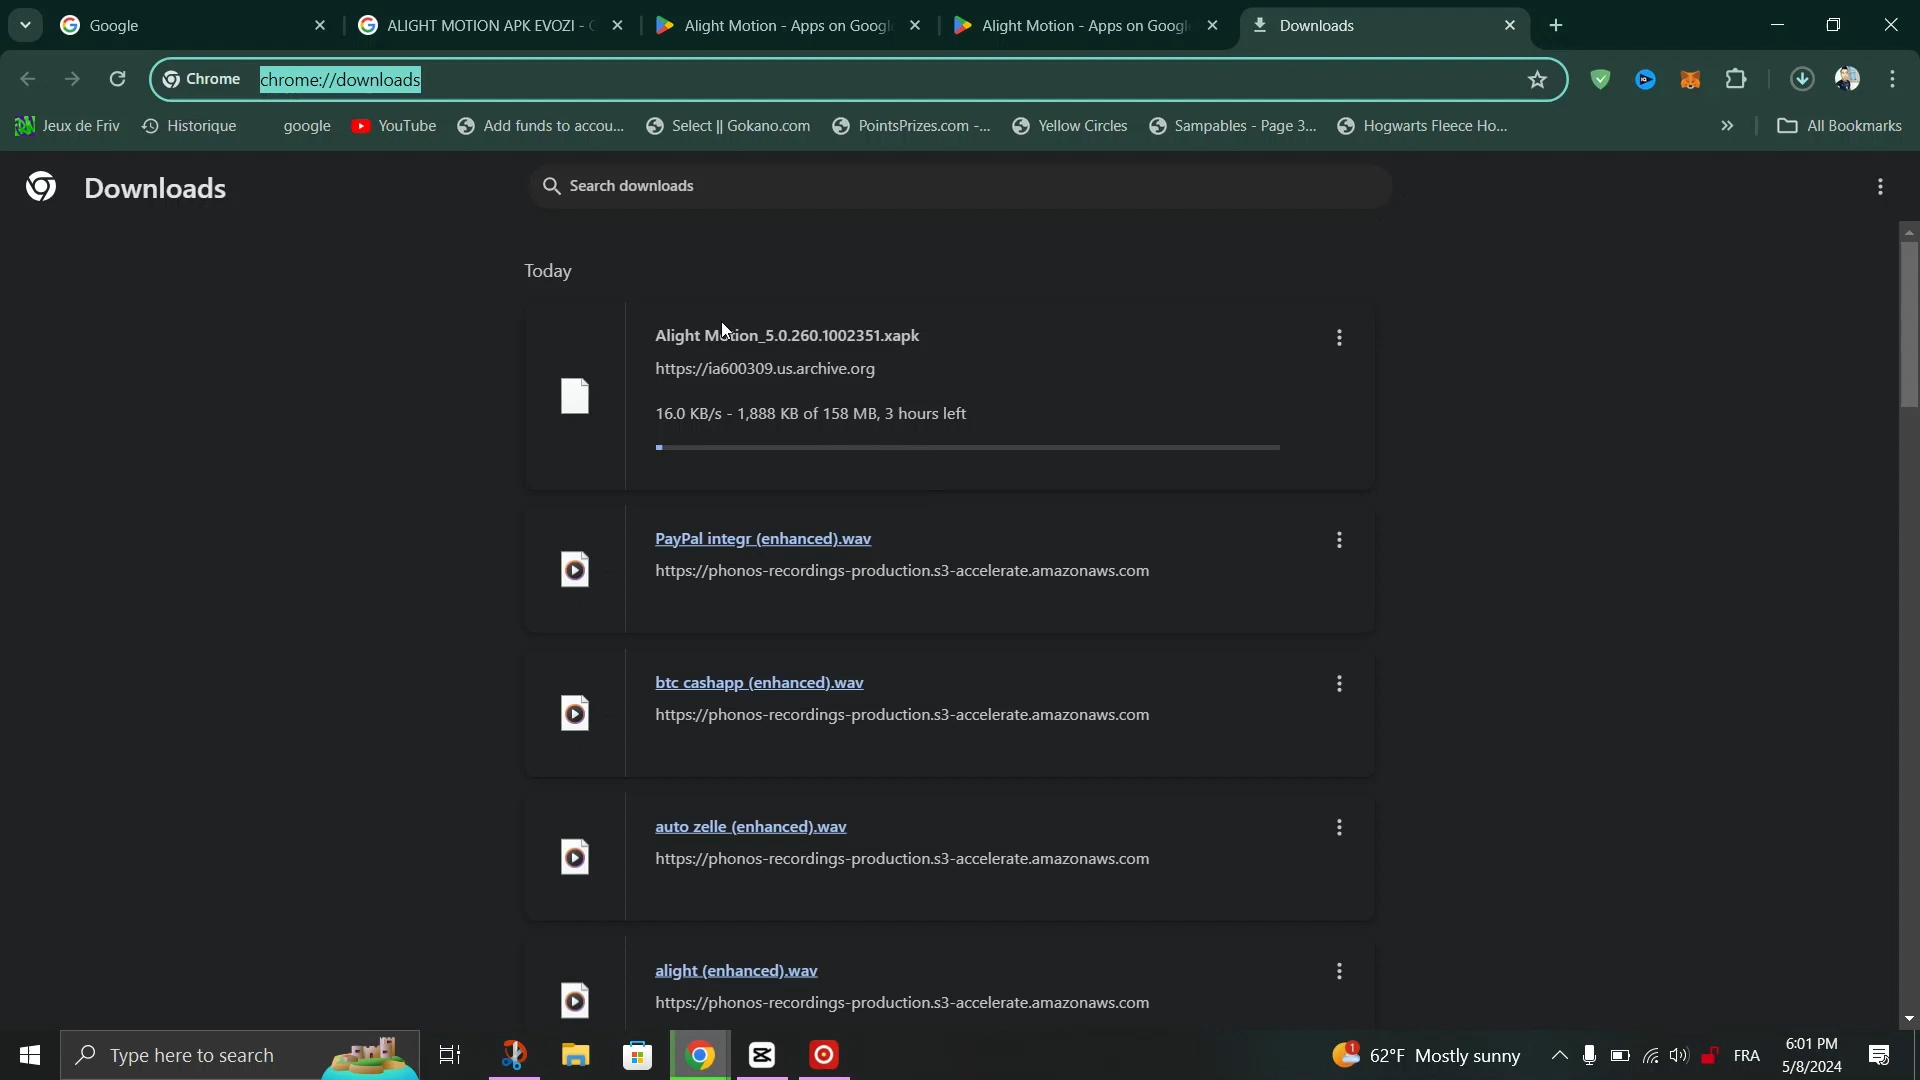 Google
ALIGHT MOTION APK EVOZI -
Alight Motion - Apps on Googl
Alight Motion - Apps on Googl
Downloads
Chrome
chrome://downloads
Jeux de Friv
Historique
google
YouTube
Add funds to accou...
Select || Gokano.com
PointsPrizes.com -...
Yellow Circles
Sampables - Page 3...
Hogwarts Fleece Ho...
All Bookmarks
Downloads
Search downloads
Today
Alight Motion_5.0.260.1002351.xapk
https://ia600309.us.archive.org
16.0 KB/s - 1,888 KB of 158 MB, 3 hours left
PayPal integr (enhanced).wav
https://phonos-recordings-production.s3-accelerate.amazonaws.com
btc cashapp (enhanced).wav
https://phonos-recordings-production.s3-accelerate.amazonaws.com
auto zelle (enhanced).wav
https://phonos-recordings-production.s3-accelerate.amazonaws.com
alight (enhanced).wav
https://phonos-recordings-production.s3-accelerate.amazonaws.com
Type here to search
1
62°F Mostly sunny
FRA
6:01 PM
5/8/2024